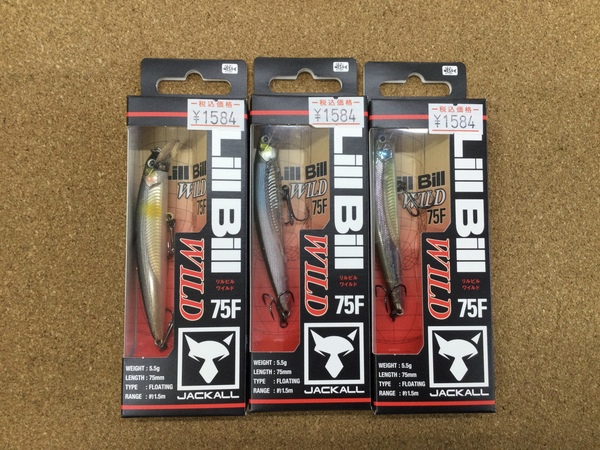 税込価格
¥1584
Lill Bill
WILD
75F
Lill Bill
WILD
リルビル
ワイルド
75F
WEIGHT : 5.5g
LENGTH : 75mm
TYPE : FLOATING
RANGE : 約1.5m
JACKALL
税込価格
¥1584
Lill Bill
WILD
75F
Lill Bill
WILD
リルビル
ワイルド
75F
WEIGHT : 5.5g
LENGTH : 75mm
TYPE : FLOATING
RANGE : 約1.5m
JACKALL
税込価格
¥1584
Lill Bill
WILD
75F
Lill Bill
WILD
リルビル
ワイルド
75F
WEIGHT : 5.5g
LENGTH : 75mm
TYPE : FLOATING
RANGE : 約1.5m
JACKALL